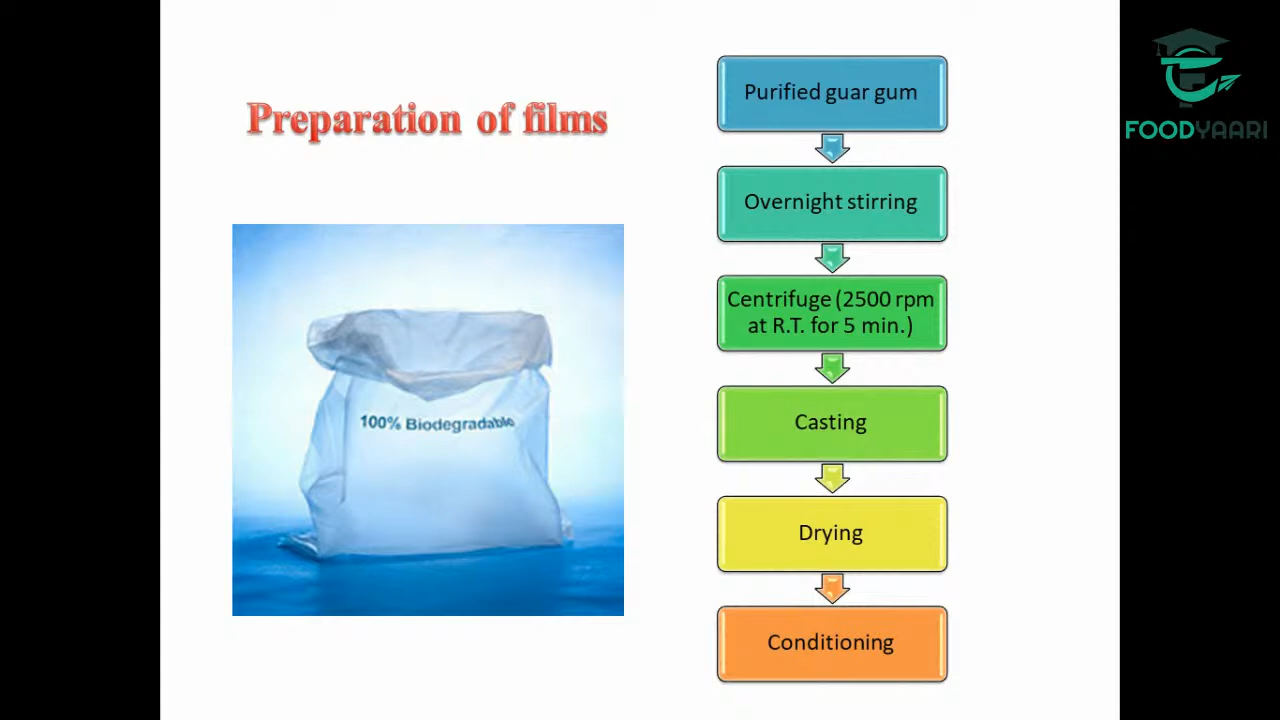 Preparation of films
100% Biodegradable
Purified guar gum
Overnight stirring
Centrifuge (2500 rpm
at R.T. for 5 min.)
Casting
Drying
Conditioning
FOODYAARI